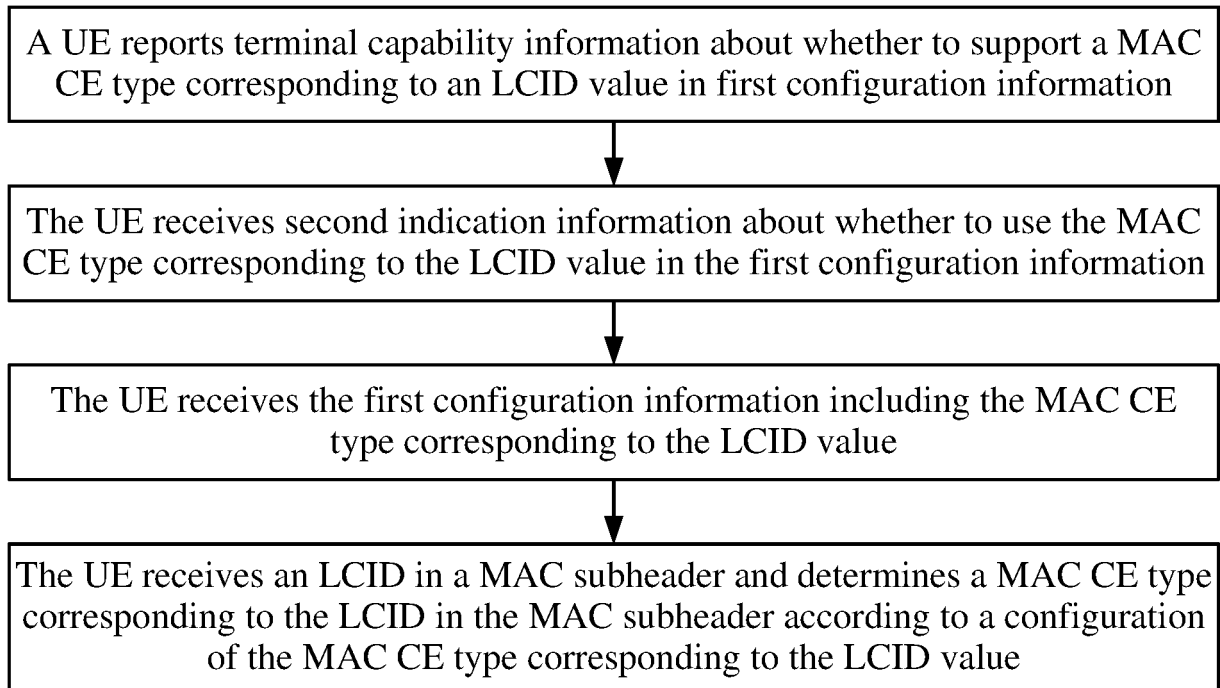 A UE reports terminal capability information about whether to support a MAC
CE type corresponding to an LCID value in first configuration information
The UE receives second indication information about whether to use the MAC
CE type corresponding to the LCID value in the first configuration information
The UE receives the first configuration information including the MAC CE
type corresponding to the LCID value
The UE receives an LCID in a MAC subheader and determines a MAC CE type
corresponding to the LCID in the MAC subheader according to a configuration
of the MAC CE type corresponding to the LCID value